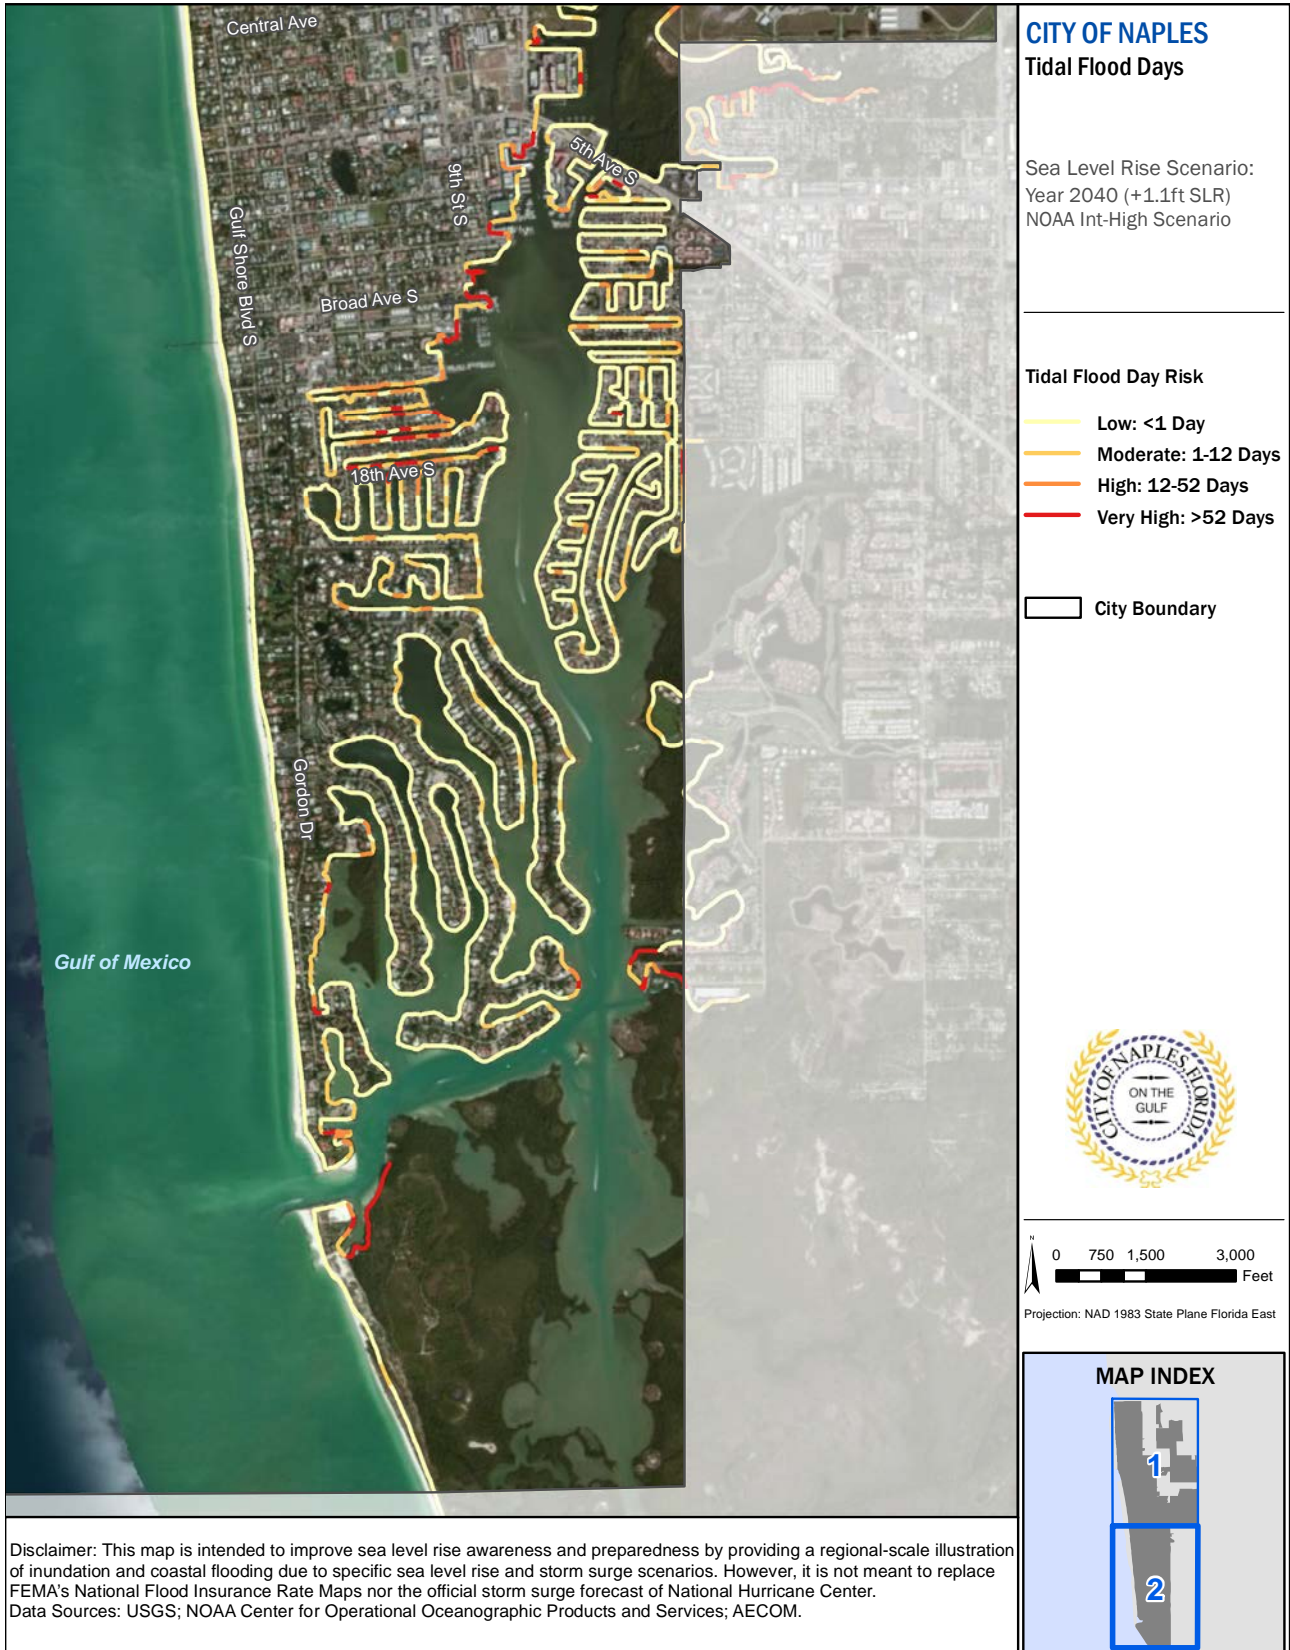 CITY OF NAPLES
Tidal Flood Days
Sea Level Rise Scenario:
Year 2040 (+1.1ft SLR)
NOAA Int-High Scenario
Tidal Flood Day Risk
Low: <1 Day
Moderate: 1-12 Days
High: 12-52 Days
Very High: >52 Days
City Boundary
Central Ave
5th Ave S
9th St S
Gulf Shore Blvd S
Broad Ave S
18th Ave S
Gordon Dr
Gulf of Mexico
CITY OF NAPLES, FLORIDA
ON THE
GULF
N
0 750 1,500 3,000
Feet
Projection: NAD 1983 State Plane Florida East
MAP INDEX
1
2
Disclaimer: This map is intended to improve sea level rise awareness and preparedness by providing a regional-scale illustration
of inundation and coastal flooding due to specific sea level rise and storm surge scenarios. However, it is not meant to replace
FEMA's National Flood Insurance Rate Maps nor the official storm surge forecast of National Hurricane Center.
Data Sources: USGS; NOAA Center for Operational Oceanographic Products and Services; AECOM.